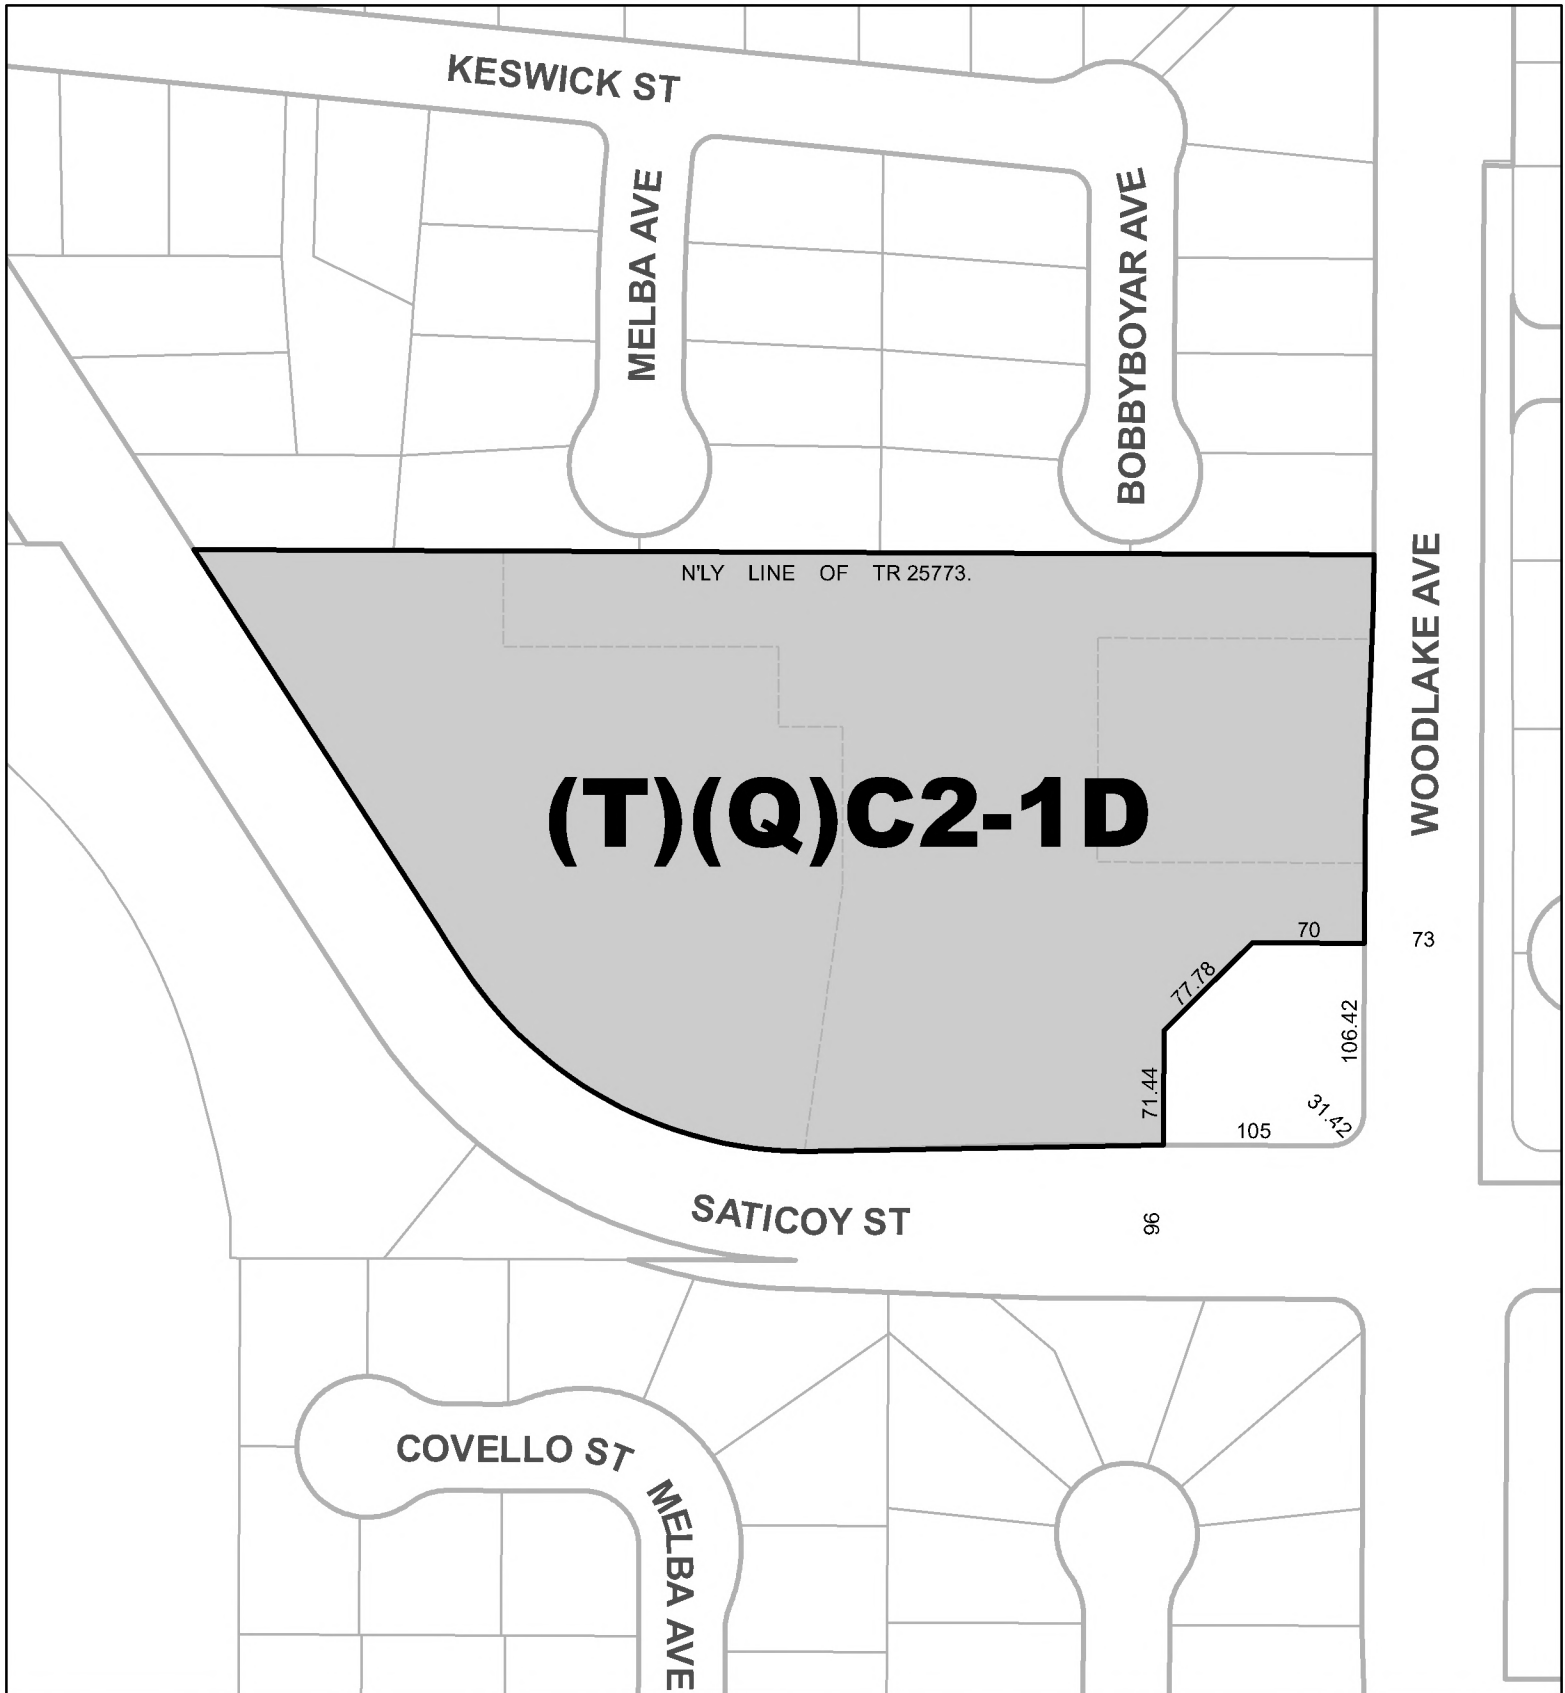 KESWICK ST
MELBA AVE
BOBBYBOYAR AVE
N'LY LINE OF TR 25773.
WOODLAKE AVE
(T)(Q)C2-1D
70
73
77.78
106.42
71.44
31.42
105
SATICOY ST
96
COVELLO ST
MELBA AVE